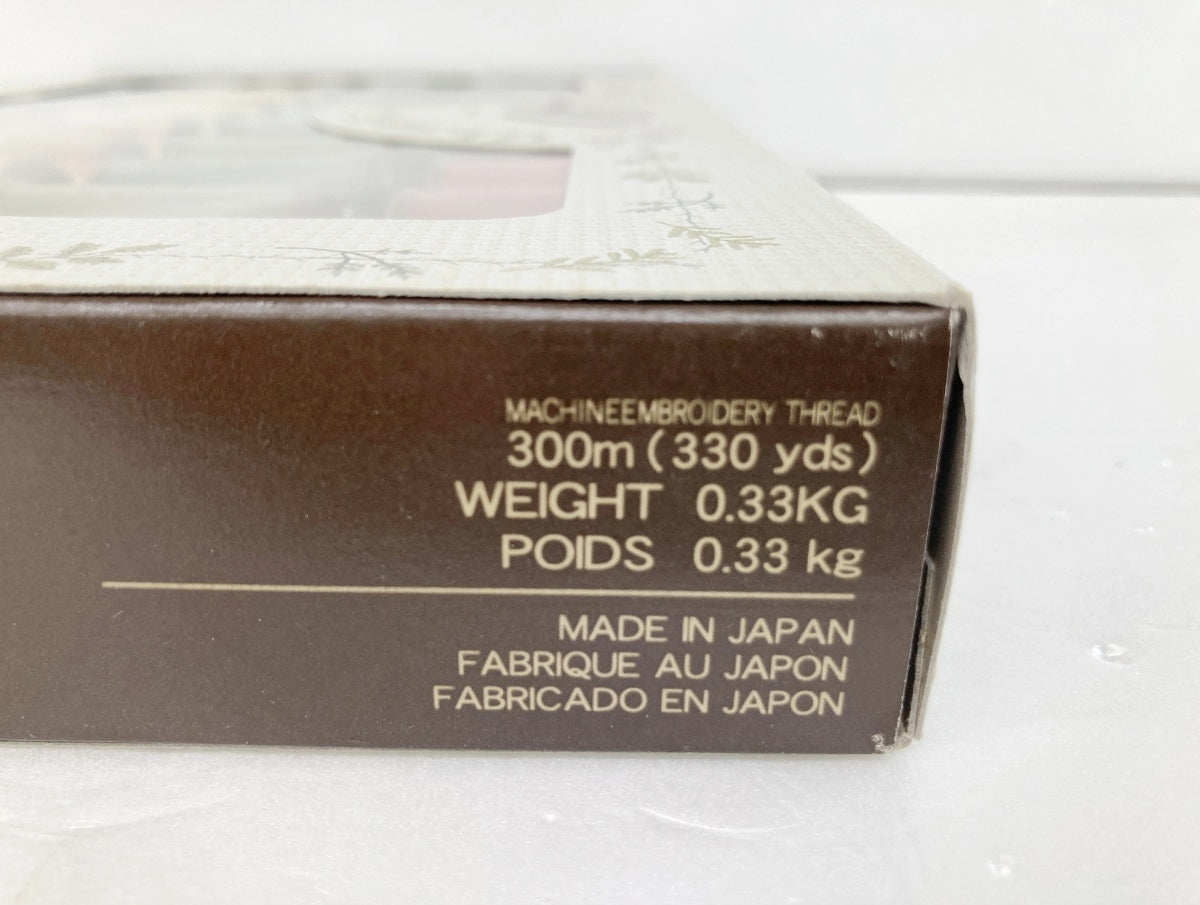 MACHINEEMBROIDERY THREAD
300m (330 yds)
WEIGHT 0.33KG
POIDS 0.33 kg
MADE IN JAPAN
FABRIQUE AU JAPON
FABRICADO EN JAPON